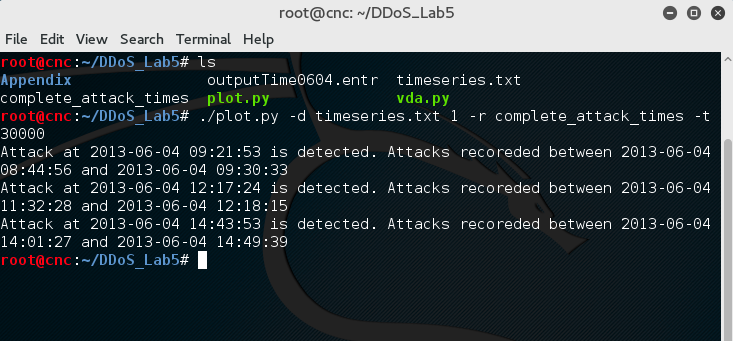 root@cnc: ~/DDoS_Lab5
File Edit View Search Terminal Help
root@cnc:~/DDoS_Lab5# ls
Appendix outputTime0604.entr timeseries.txt
complete_attack_times plot.py vda.py
root@cnc:~/DDoS_Lab5# ./plot.py -d timeseries.txt 1 -r complete_attack_times -t
30000
Attack at 2013-06-04 09:21:53 is detected. Attacks recoreded between 2013-06-04
08:44:56 and 2013-06-04 09:30:33
Attack at 2013-06-04 12:17:24 is detected. Attacks recoreded between 2013-06-04
11:32:28 and 2013-06-04 12:18:15
Attack at 2013-06-04 14:43:53 is detected. Attacks recoreded between 2013-06-04
14:01:27 and 2013-06-04 14:49:39
root@cnc:~/DDoS_Lab5#